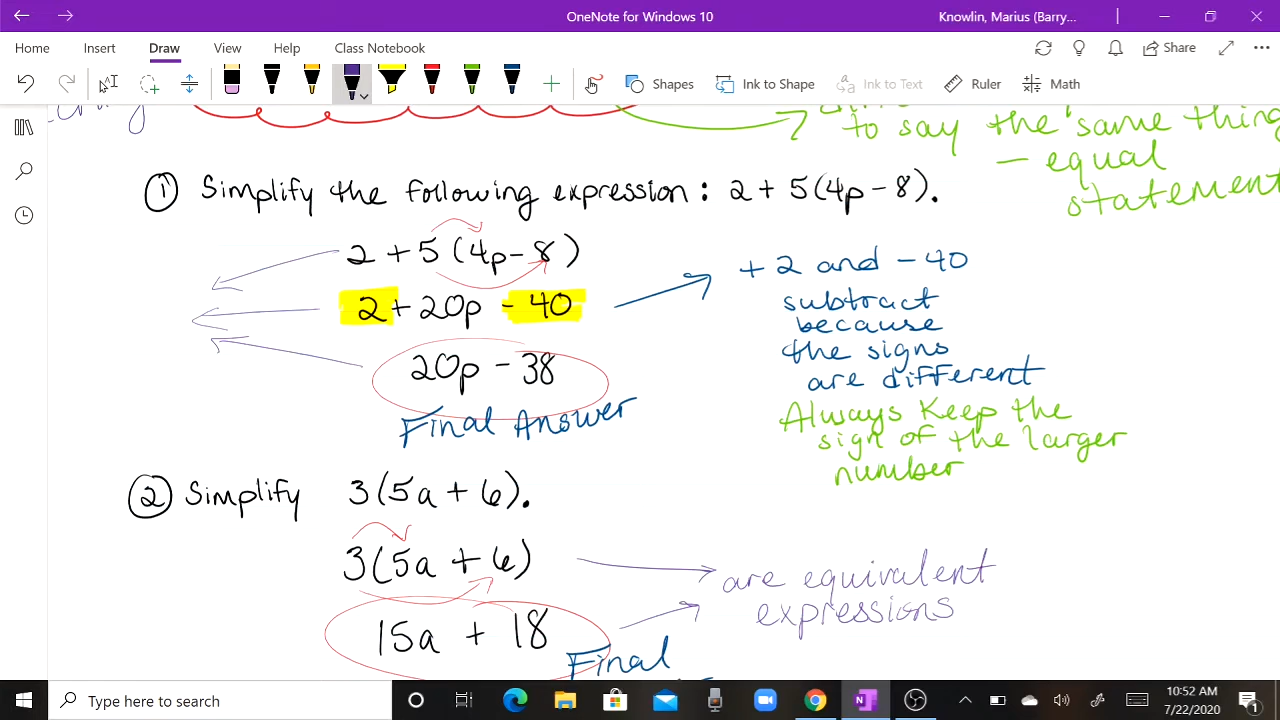 OneNote for Windows 10
Knowlin, Marius (Barry...
Home Insert Draw View Help Class Notebook
Share
Shapes Ink to Shape Ink to Text Ruler Math
to say the same thing
- equal
statement
① Simplify the following expression: 2 + 5(4p - 8).
2 + 5(4p - 8)
2 + 20p - 40
20p - 38
Final Answer
+2 and -40
subtract
because
the signs
are different
Always Keep the
sign of the larger
number
② Simplify 3(5a + 6).
3(5a + 6)
15a + 18
Final
are equivalent
expressions
Type here to search
10:52 AM
7/22/2020
1